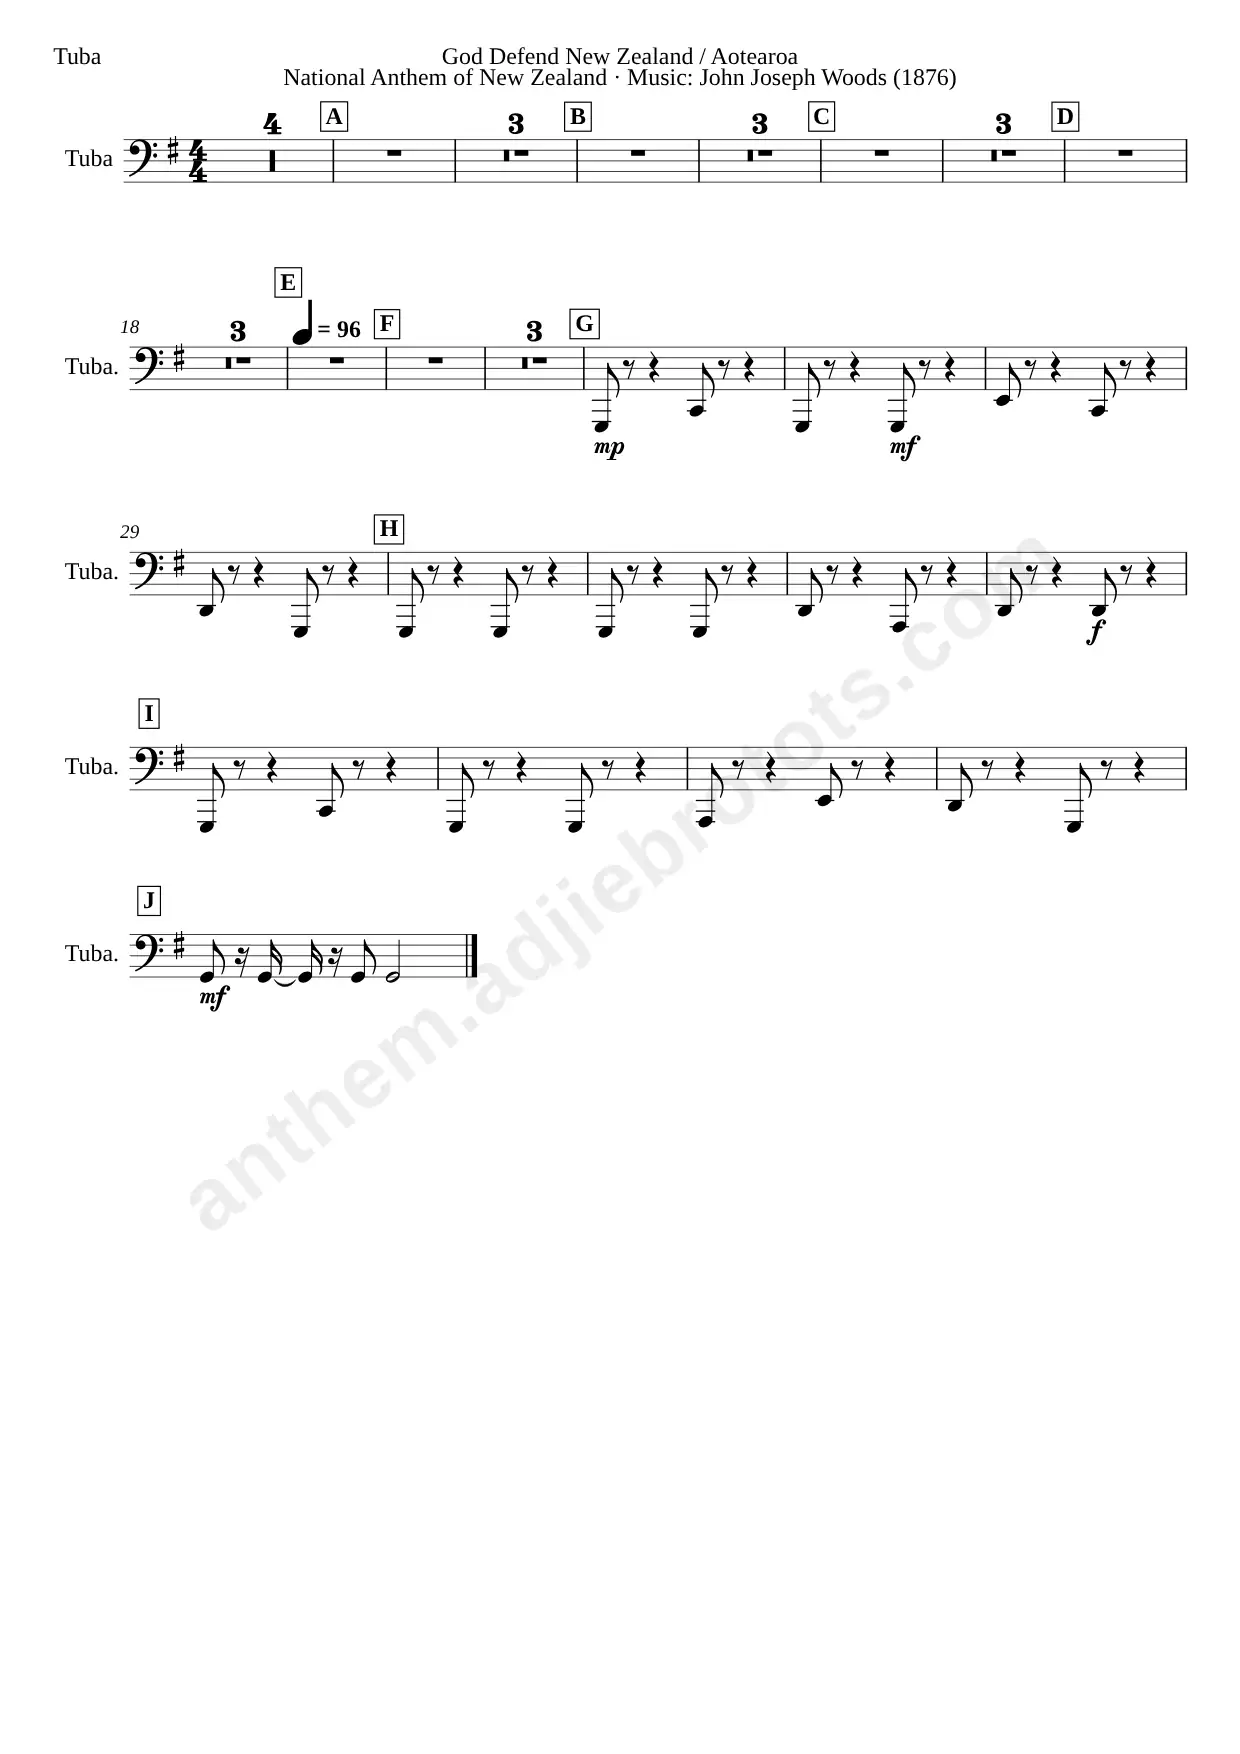 Tuba
God Defend New Zealand / Aotearoa
National Anthem of New Zealand · Music: John Joseph Woods (1876)
4 A 3 B 3 C 3 D
Tuba
E
18 3 = 96 F 3 G
Tuba.
mp mf
29 H
Tuba.
f
I
Tuba.
J
Tuba.
mf
anthem.adjiebrotots.com